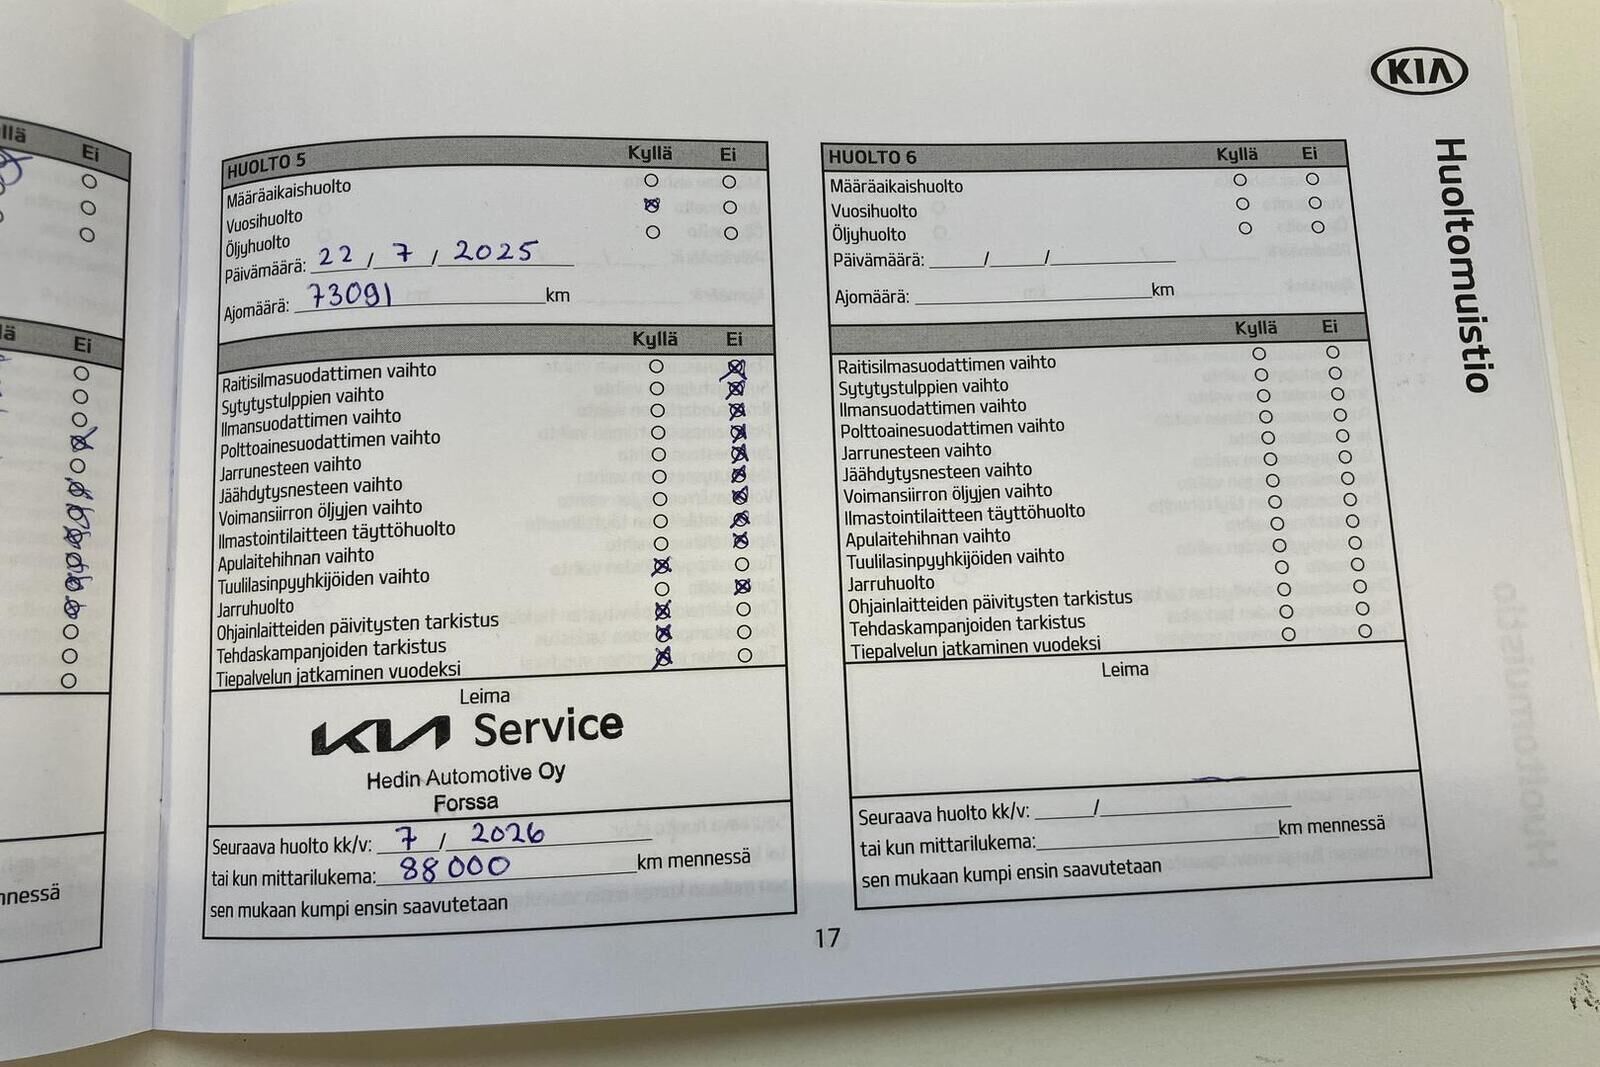 llä Ei
lä Ei
nnessä
KIA
Huoltomuistio
HUOLTO 5 Kyllä Ei
Määräaikaishuolto
Vuosihuolto
Öljyhuolto
Päivämäärä: 22 / 7 / 2025
Ajomäärä: 73091 km
Kyllä Ei
Raitisilmasuodattimen vaihto
Sytytystulppien vaihto
Ilmansuodattimen vaihto
Polttoainesuodattimen vaihto
Jarrunesteen vaihto
Jäähdytysnesteen vaihto
Voimansiirron öljyjen vaihto
Ilmastointilaitteen täyttöhuolto
Apulaitehihnan vaihto
Tuulilasinpyyhkijöiden vaihto
Jarruhuolto
Ohjainlaitteiden päivitysten tarkistus
Tehdaskampanjoiden tarkistus
Tiepalvelun jatkaminen vuodeksi
Leima
KIA Service
Hedin Automotive Oy
Forssa
Seuraava huolto kk/v: 7 / 2026
tai kun mittarilukema: 88000 km mennessä
sen mukaan kumpi ensin saavutetaan
HUOLTO 6 Kyllä Ei
Määräaikaishuolto
Vuosihuolto
Öljyhuolto
Päivämäärä: / /
Ajomäärä: km
Kyllä Ei
Raitisilmasuodattimen vaihto
Sytytystulppien vaihto
Ilmansuodattimen vaihto
Polttoainesuodattimen vaihto
Jarrunesteen vaihto
Jäähdytysnesteen vaihto
Voimansiirron öljyjen vaihto
Ilmastointilaitteen täyttöhuolto
Apulaitehihnan vaihto
Tuulilasinpyyhkijöiden vaihto
Jarruhuolto
Ohjainlaitteiden päivitysten tarkistus
Tehdaskampanjoiden tarkistus
Tiepalvelun jatkaminen vuodeksi
Leima
Seuraava huolto kk/v: /
tai kun mittarilukema: km mennessä
sen mukaan kumpi ensin saavutetaan
17